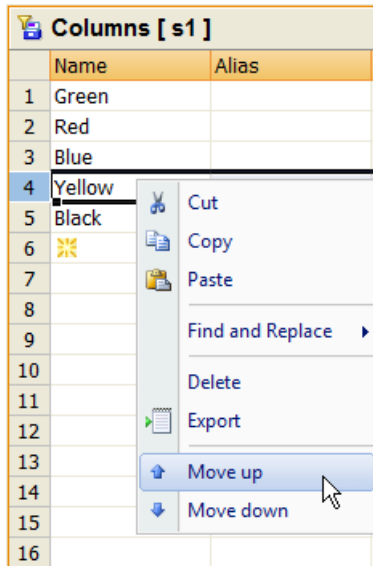 Columns [ s1 ]
Name Alias
1 Green
2 Red
3 Blue
4 Yellow
5 Black
6
7
8
9
10
11
12
13
14
15
16
Cut
Copy
Paste
Find and Replace
Delete
Export
Move up
Move down